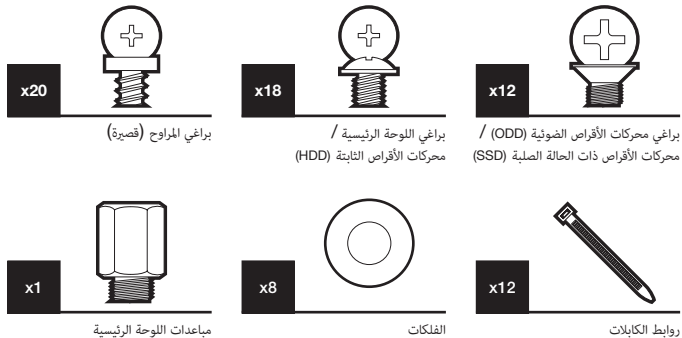 x12
براغي محركات الأقراص الضوئية (ODD) /
محركات الأقراص ذات الحالة الصلبة (SSD)
x18
براغي اللوحة الرئيسية /
محركات الأقراص الثابتة (HDD)
x20
براغي المراوح (قصيرة)
x12
روابط الكابلات
x8
الفلكات
x1
مباعدات اللوحة الرئيسية